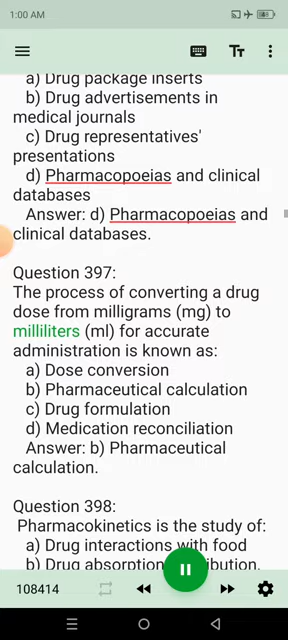 1:00 AM
a) Drug package inserts
b) Drug advertisements in
medical journals
c) Drug representatives'
presentations
d) Pharmacopoeias and clinical
databases
Answer: d) Pharmacopoeias and
clinical databases.
Question 397:
The process of converting a drug
dose from milligrams (mg) to
milliliters (ml) for accurate
administration is known as:
a) Dose conversion
b) Pharmaceutical calculation
c) Drug formulation
d) Medication reconciliation
Answer: b) Pharmaceutical
calculation.
Question 398:
Pharmacokinetics is the study of:
a) Drug interactions with food
b) Drug absorption
108414